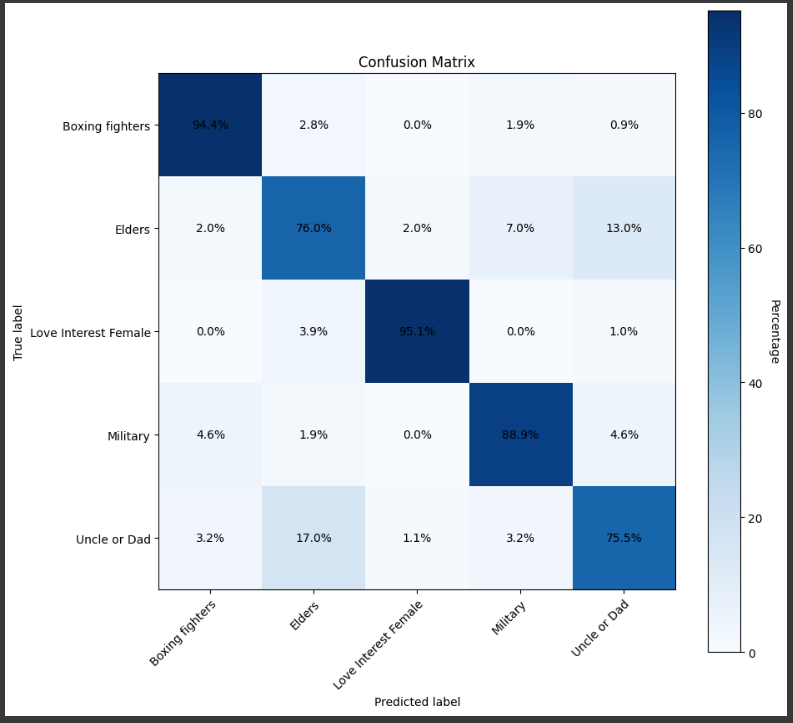 Confusion Matrix
Boxing fighters 94.4% 2.8% 0.0% 1.9% 0.9%
Elders 2.0% 76.0% 2.0% 7.0% 13.0%
Love Interest Female 0.0% 3.9% 95.1% 0.0% 1.0%
Military 4.6% 1.9% 0.0% 88.9% 4.6%
Uncle or Dad 3.2% 17.0% 1.1% 3.2% 75.5%
Boxing fighters Elders Love Interest Female Military Uncle or Dad
Predicted label
True label
80
60
40
20
0
Percentage